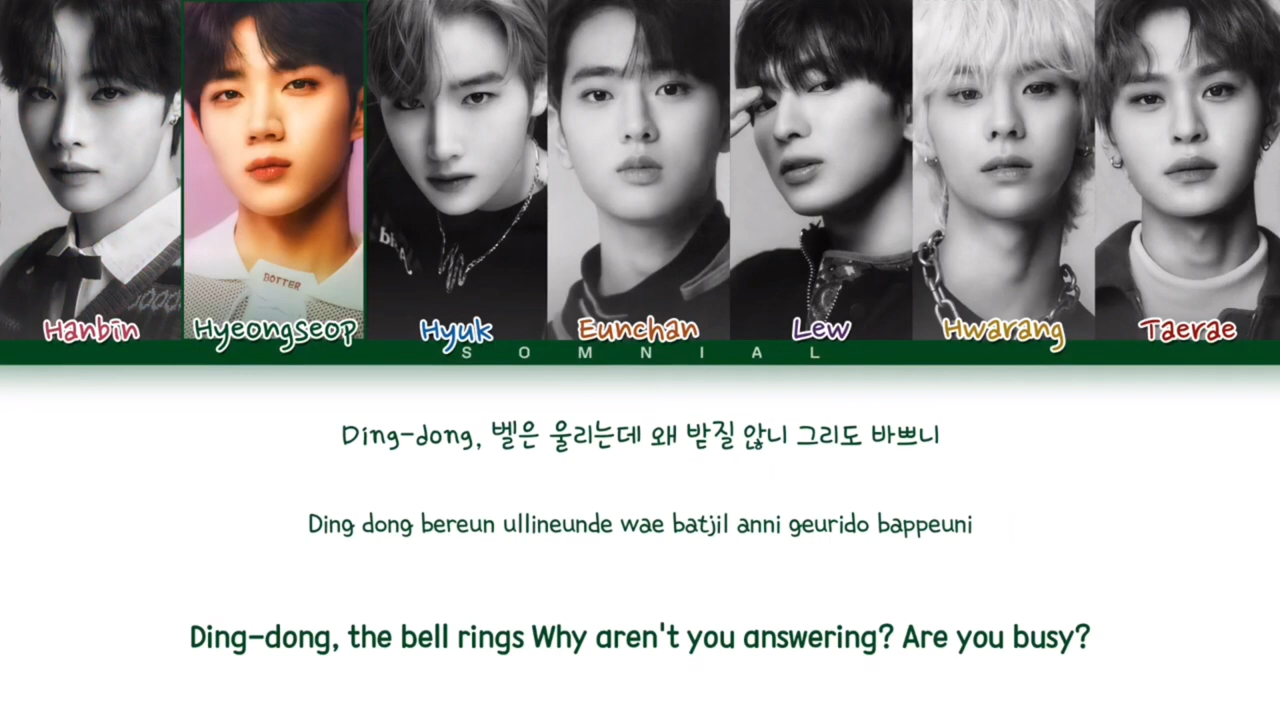 BOTTER
Hanbin Hyeongseop Hyuk Eunchan Lew Hwarang Taerae
SOMNIAL
Ding-dong, 벨은 울리는데 왜 받질 않니 그리도 바쁘니
Ding dong bereun ullineunde wae batjil anni geurido bappeuni
Ding-dong, the bell rings Why aren't you answering? Are you busy?